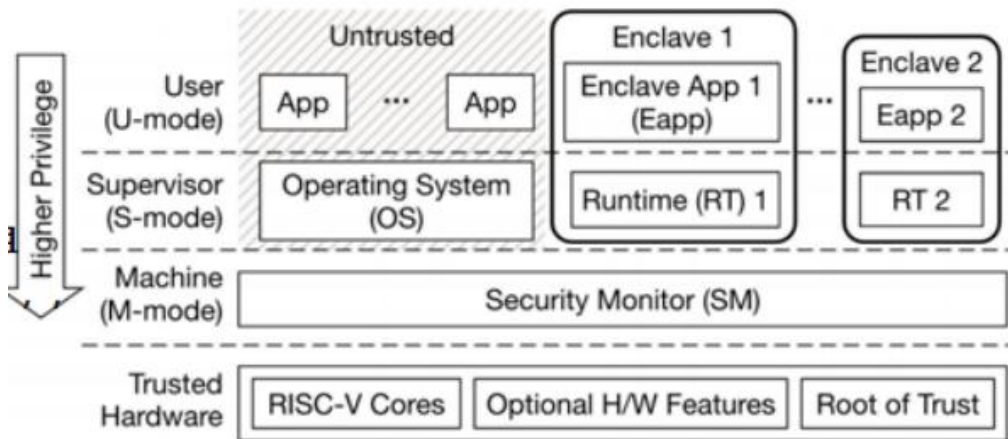 Higher Privilege
Untrusted
Enclave 1
Enclave 2
User
(U-mode)
App
...
App
Enclave App 1
(Eapp)
...
Eapp 2
Supervisor
(S-mode)
Operating System
(OS)
Runtime (RT) 1
RT 2
Machine
(M-mode)
Security Monitor (SM)
Trusted
Hardware
RISC-V Cores
Optional H/W Features
Root of Trust